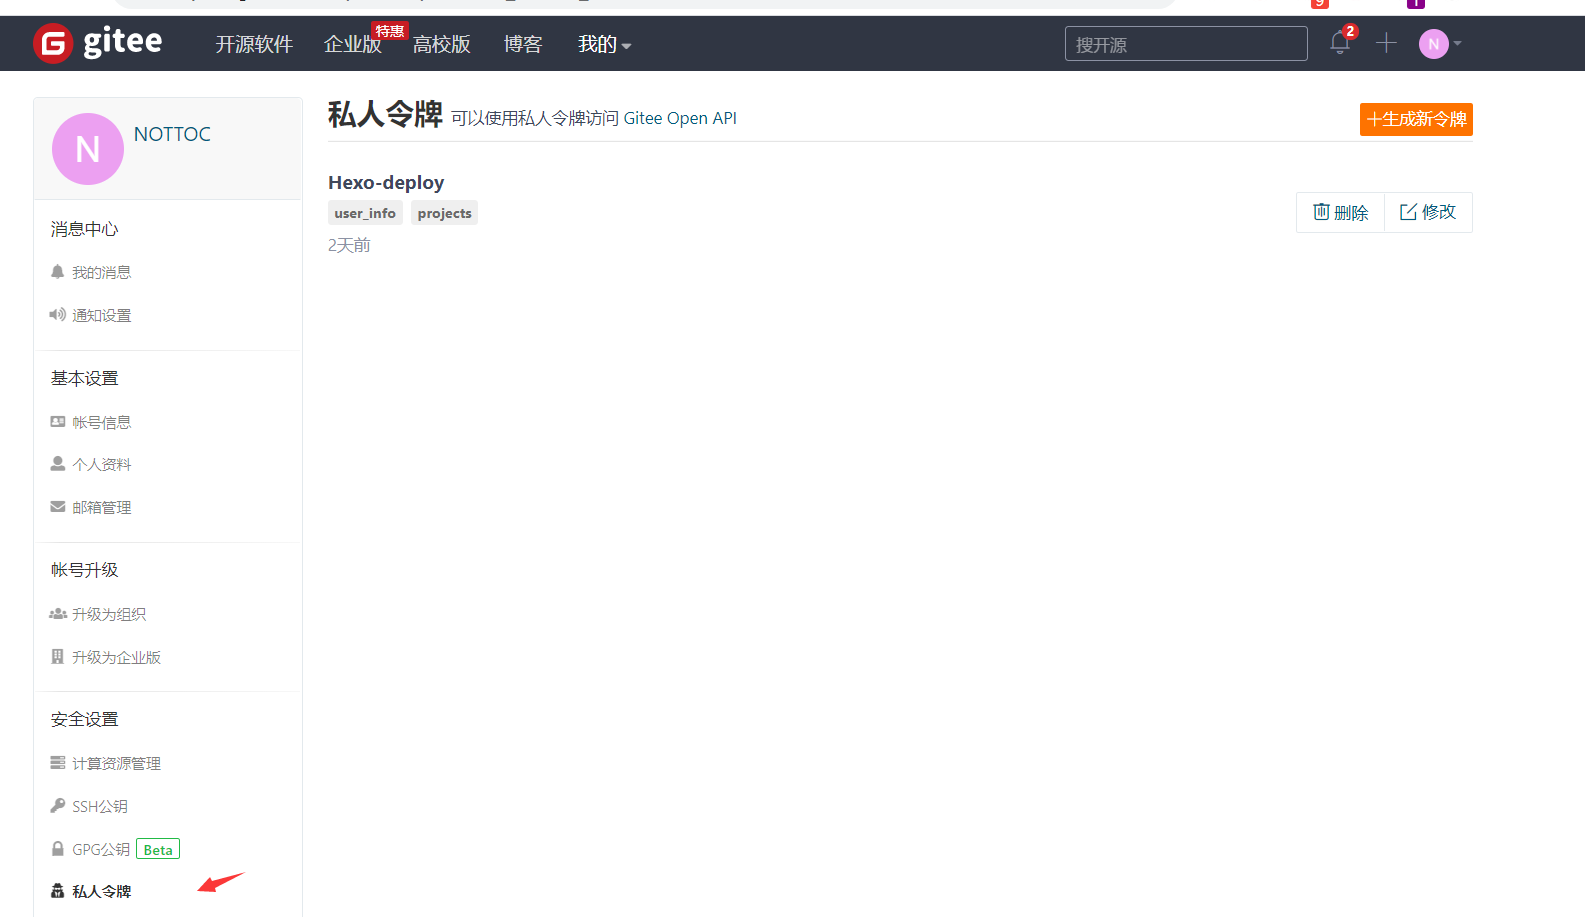 9
1
gitee 开源软件 企业版 特惠 高校版 博客 我的 搜开源 2 N
N NOTTOC
私人令牌 可以使用私人令牌访问 Gitee Open API
生成新令牌
Hexo-deploy
user_info projects
2天前
删除 修改
消息中心
我的消息
通知设置
基本设置
帐号信息
个人资料
邮箱管理
帐号升级
升级为组织
升级为企业版
安全设置
计算资源管理
SSH公钥
GPG公钥 Beta
私人令牌